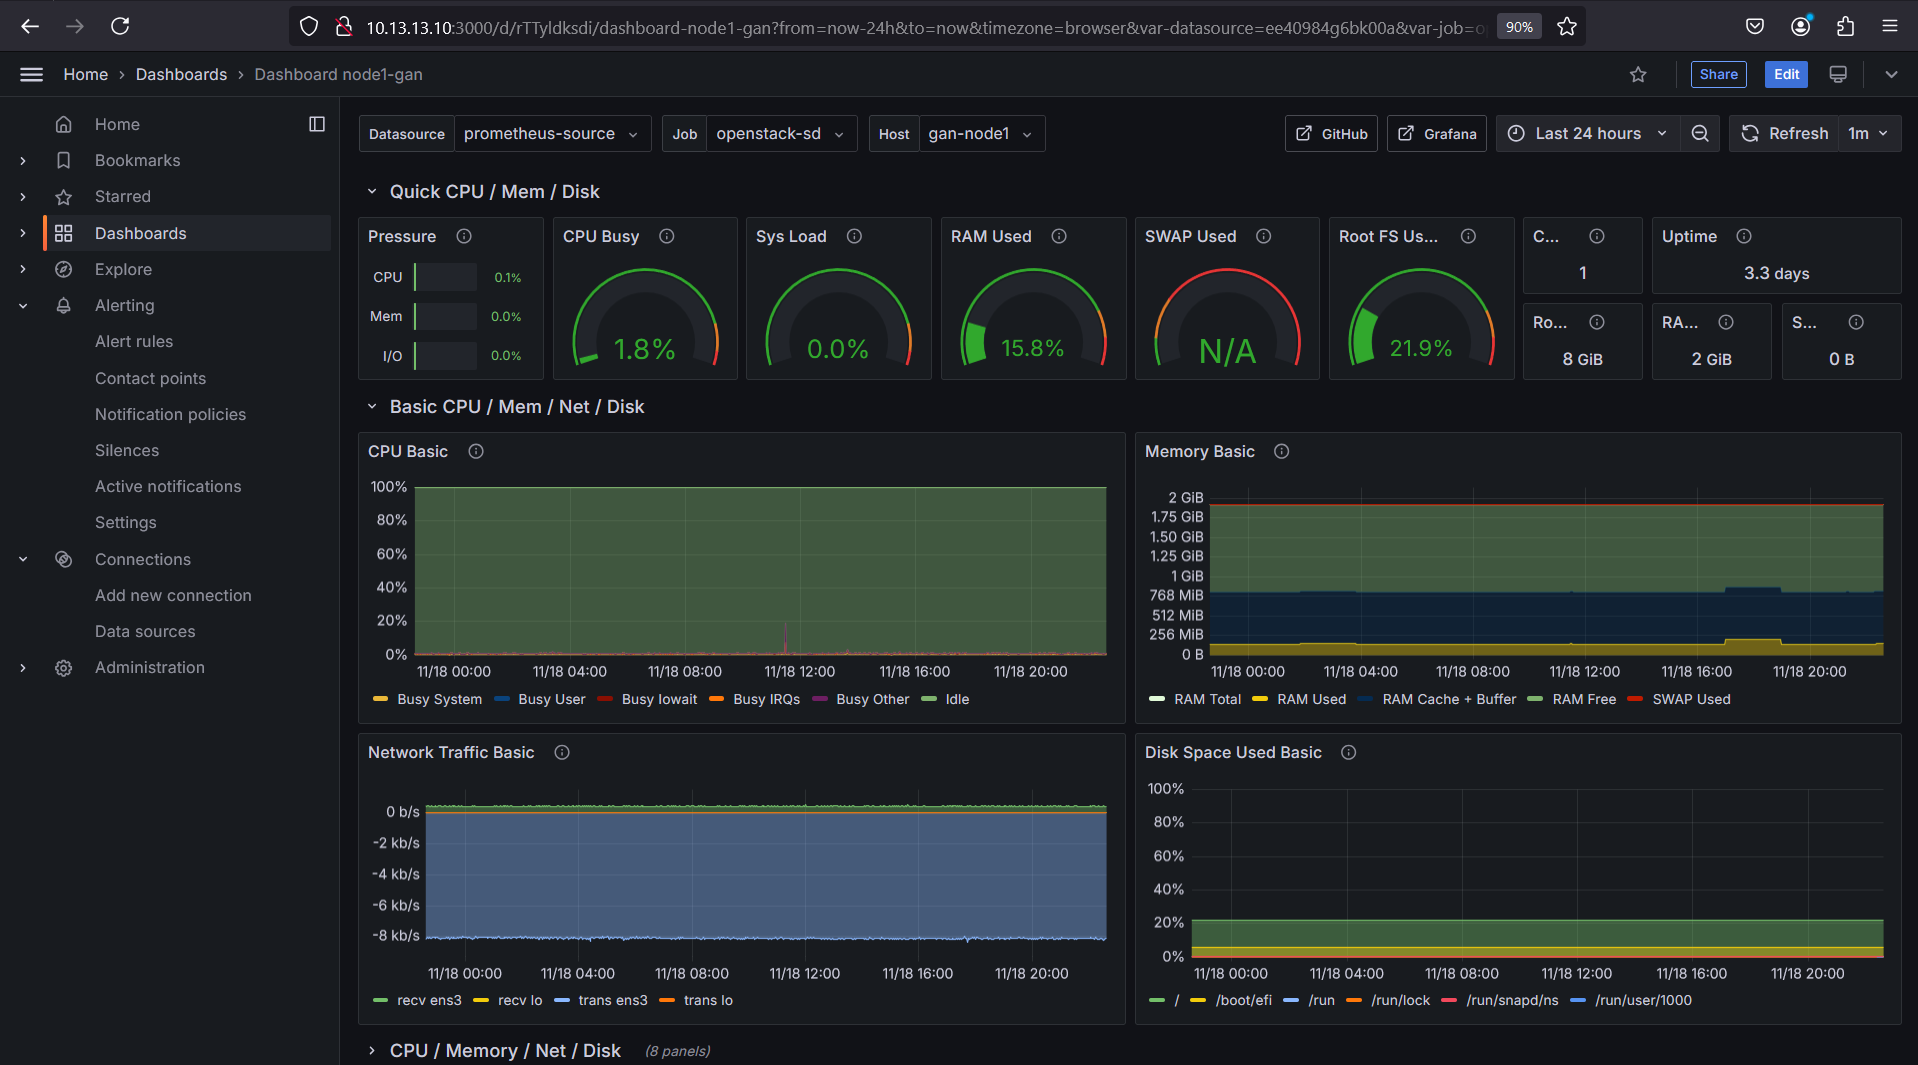 10.13.13.10:3000/d/rTTyldksdi/dashboard-node1-gan?from=now-24h&to=now&timezone=browser&var-datasource=ee40984g6bk00a&var-job=o
90%
Home › Dashboards › Dashboard node1-gan
Share
Edit
Home
Bookmarks
Starred
Dashboards
Explore
Alerting
Alert rules
Contact points
Notification policies
Silences
Active notifications
Settings
Connections
Add new connection
Data sources
Administration
Datasource prometheus-source
Job openstack-sd
Host gan-node1
GitHub
Grafana
Last 24 hours
Refresh 1m
Quick CPU / Mem / Disk
Pressure
CPU 0.1%
Mem 0.0%
I/O 0.0%
CPU Busy
1.8%
Sys Load
0.0%
RAM Used
15.8%
SWAP Used
N/A
Root FS Us...
21.9%
C...
1
Uptime
3.3 days
Ro...
8 GiB
RA...
2 GiB
S...
0 B
Basic CPU / Mem / Net / Disk
CPU Basic
100%
80%
60%
40%
20%
0%
11/18 00:00 11/18 04:00 11/18 08:00 11/18 12:00 11/18 16:00 11/18 20:00
Busy System Busy User Busy Iowait Busy IRQs Busy Other Idle
Memory Basic
2 GiB
1.75 GiB
1.50 GiB
1.25 GiB
1 GiB
768 MiB
512 MiB
256 MiB
0 B
11/18 00:00 11/18 04:00 11/18 08:00 11/18 12:00 11/18 16:00 11/18 20:00
RAM Total RAM Used RAM Cache + Buffer RAM Free SWAP Used
Network Traffic Basic
0 b/s
-2 kb/s
-4 kb/s
-6 kb/s
-8 kb/s
11/18 00:00 11/18 04:00 11/18 08:00 11/18 12:00 11/18 16:00 11/18 20:00
recv ens3 recv lo trans ens3 trans lo
Disk Space Used Basic
100%
80%
60%
40%
20%
0%
11/18 00:00 11/18 04:00 11/18 08:00 11/18 12:00 11/18 16:00 11/18 20:00
/ /boot/efi /run /run/lock /run/snapd/ns /run/user/1000
CPU / Memory / Net / Disk (8 panels)